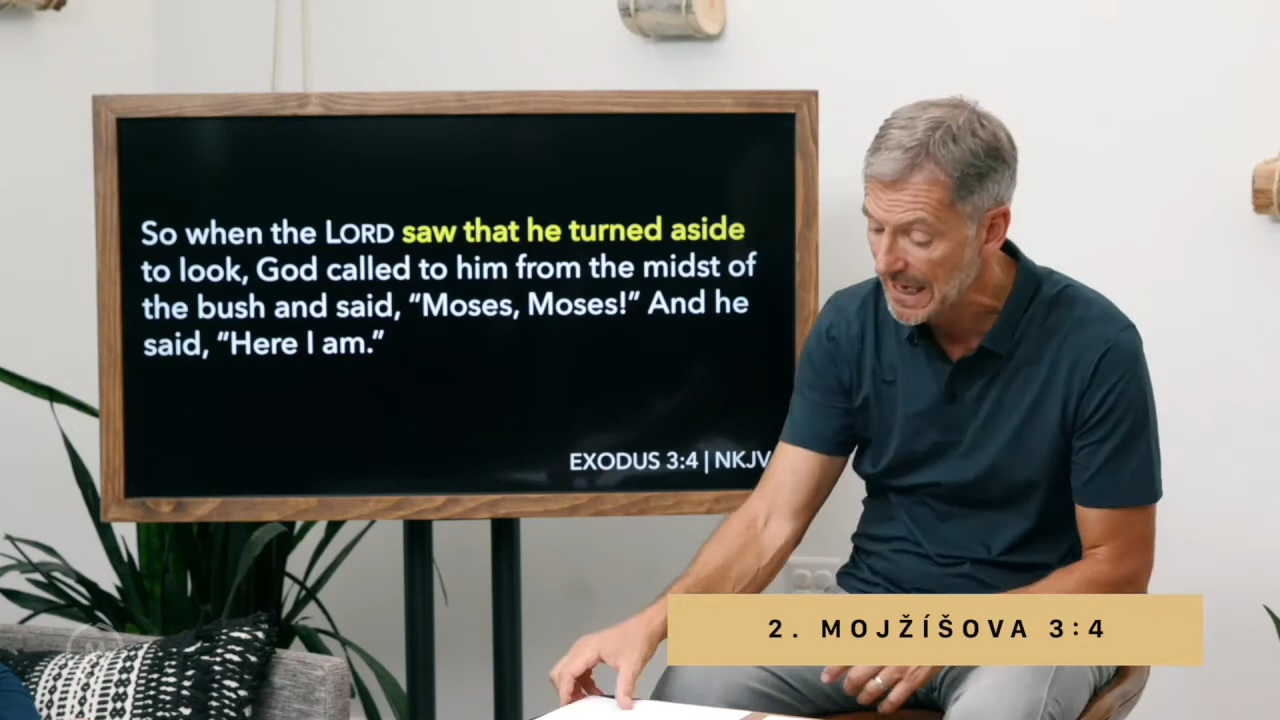 So when the LORD saw that he turned aside
to look, God called to him from the midst of
the bush and said, “Moses, Moses!” And he
said, “Here I am.”
EXODUS 3:4 | NKJV
2. MOJŽÍŠOVA 3:4